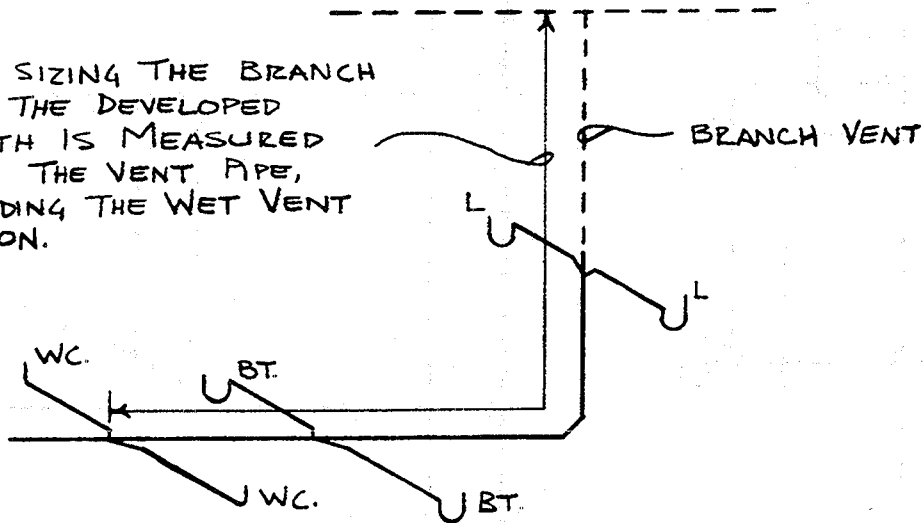 SIZING THE BRANCH
THE DEVELOPED
TH IS MEASURED
THE VENT PIPE,
DING THE WET VENT
ON.
BRANCH VENT
L
L
WC.
BT.
WC.
BT.